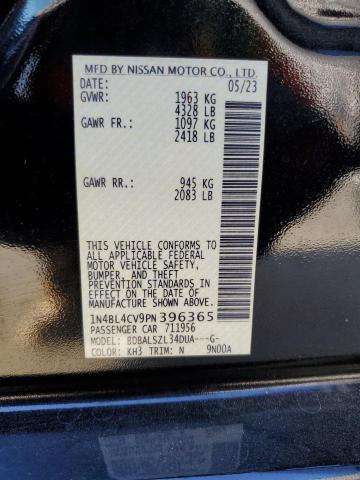 MFD BY NISSAN MOTOR CO., LTD.
DATE: 05/23
GVWR: 1963 KG
4328 LB
GAWR FR: 1097 KG
2418 LB
GAWR RR: 945 KG
2083 LB
THIS VEHICLE CONFORMS TO
ALL APPLICABLE FEDERAL
MOTOR VEHICLE SAFETY,
BUMPER, AND THEFT
PREVENTION STANDARDS
IN EFFECT ON THE DATE OF
MANUFACTURE SHOWN ABOVE.
1N4BL4CV9PN396365
PASSENGER CAR 711956
MODEL: BDBALSZL34DUA---G-
COLOR: KH3 TRIM: N 9N00A